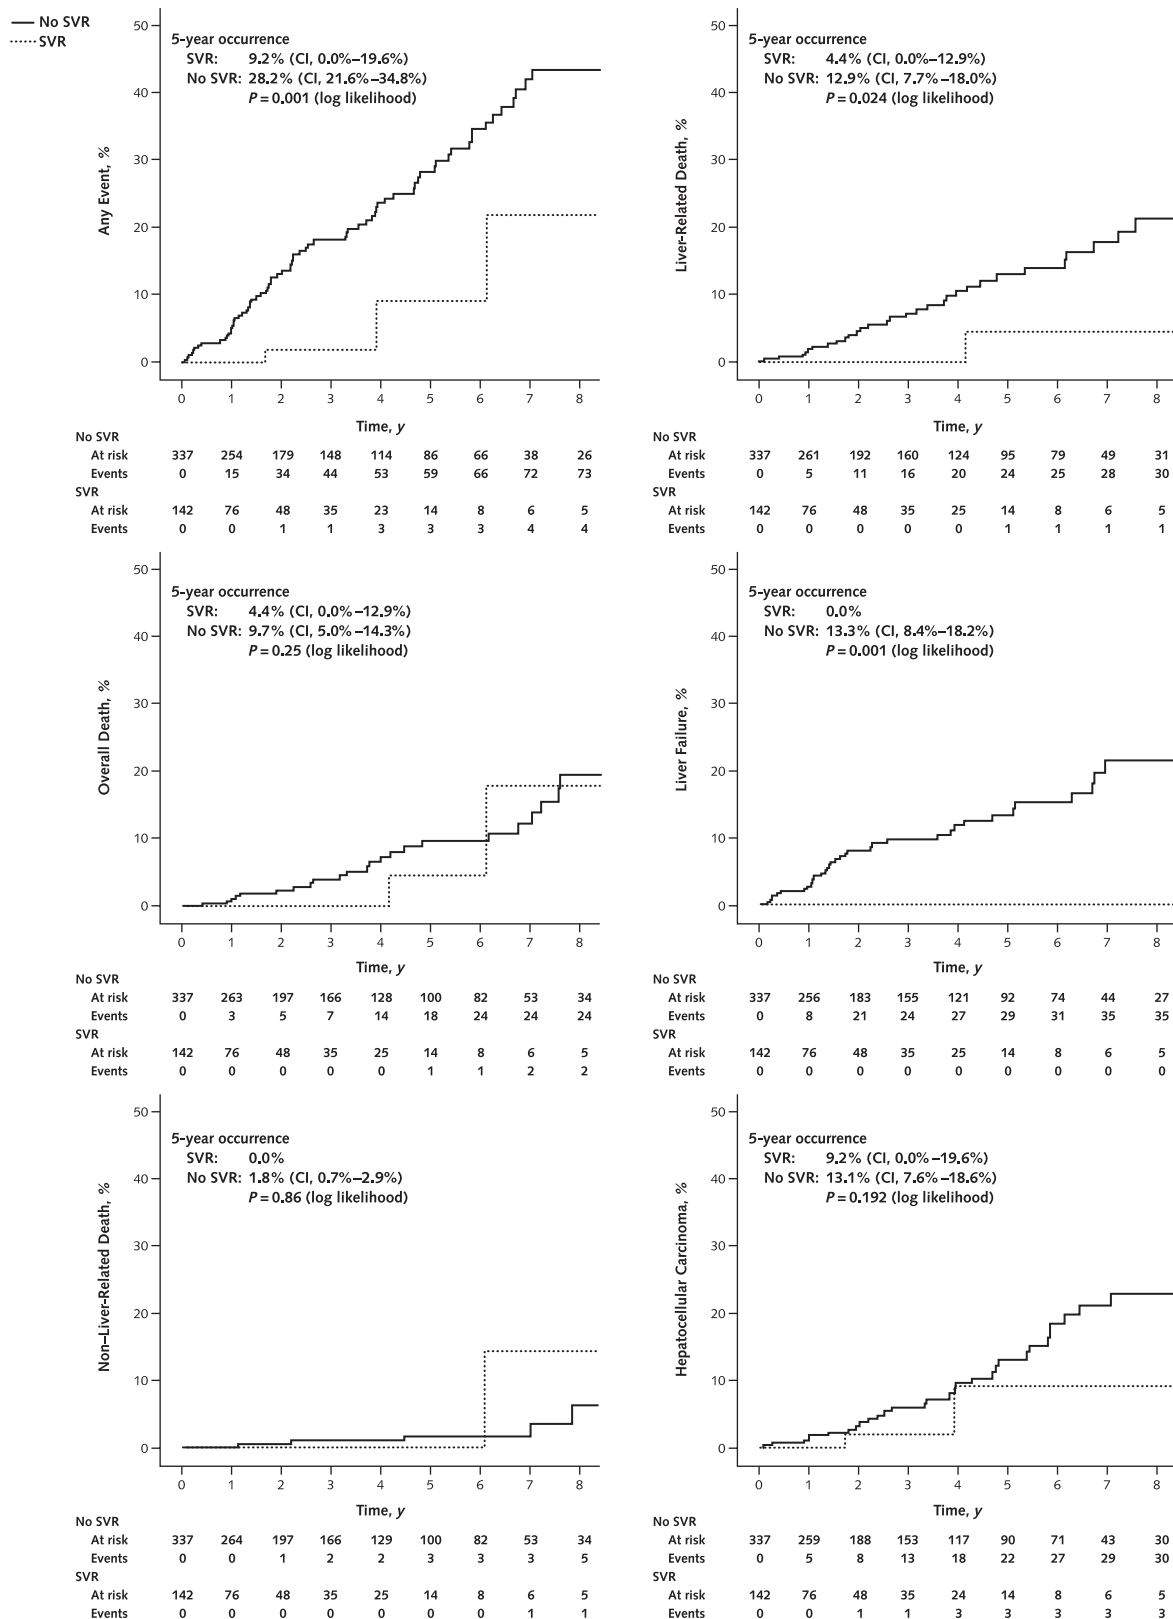 No SVR
SVR
50
40
30
20
10
0
Any Event, %
5-year occurrence
SVR: 9.2% (CI, 0.0%–19.6%)
No SVR: 28.2% (CI, 21.6%–34.8%)
P = 0.001 (log likelihood)
0 1 2 3 4 5 6 7 8
Time, y
No SVR
At risk 337 254 179 148 114 86 66 38 26
Events 0 15 34 44 53 59 66 72 73
SVR
At risk 142 76 48 35 23 14 8 6 5
Events 0 0 1 1 3 3 3 4 4
50
40
30
20
10
0
Liver-Related Death, %
5-year occurrence
SVR: 4.4% (CI, 0.0%–12.9%)
No SVR: 12.9% (CI, 7.7%–18.0%)
P = 0.024 (log likelihood)
0 1 2 3 4 5 6 7 8
Time, y
No SVR
At risk 337 261 192 160 124 95 79 49 31
Events 0 5 11 16 20 24 25 28 30
SVR
At risk 142 76 48 35 25 14 8 6 5
Events 0 0 0 0 0 1 1 1 1
50
40
30
20
10
0
Overall Death, %
5-year occurrence
SVR: 4.4% (CI, 0.0%–12.9%)
No SVR: 9.7% (CI, 5.0%–14.3%)
P = 0.25 (log likelihood)
0 1 2 3 4 5 6 7 8
Time, y
No SVR
At risk 337 263 197 166 128 100 82 53 34
Events 0 3 5 7 14 18 24 24 24
SVR
At risk 142 76 48 35 25 14 8 6 5
Events 0 0 0 0 0 1 1 2 2
50
40
30
20
10
0
Liver Failure, %
5-year occurrence
SVR: 0.0%
No SVR: 13.3% (CI, 8.4%–18.2%)
P = 0.001 (log likelihood)
0 1 2 3 4 5 6 7 8
Time, y
No SVR
At risk 337 256 183 155 121 92 74 44 27
Events 0 8 21 24 27 29 31 35 35
SVR
At risk 142 76 48 35 25 14 8 6 5
Events 0 0 0 0 0 0 0 0 0
50
40
30
20
10
0
Non–Liver-Related Death, %
5-year occurrence
SVR: 0.0%
No SVR: 1.8% (CI, 0.7%–2.9%)
P = 0.86 (log likelihood)
0 1 2 3 4 5 6 7 8
Time, y
No SVR
At risk 337 264 197 166 129 100 82 53 34
Events 0 0 1 2 2 3 3 3 5
SVR
At risk 142 76 48 35 25 14 8 6 5
Events 0 0 0 0 0 0 0 1 1
50
40
30
20
10
0
Hepatocellular Carcinoma, %
5-year occurrence
SVR: 9.2% (CI, 0.0%–19.6%)
No SVR: 13.1% (CI, 7.6%–18.6%)
P = 0.192 (log likelihood)
0 1 2 3 4 5 6 7 8
Time, y
No SVR
At risk 337 259 188 153 117 90 71 43 30
Events 0 5 8 13 18 22 27 29 30
SVR
At risk 142 76 48 35 24 14 8 6 5
Events 0 0 1 1 3 3 3 3 3